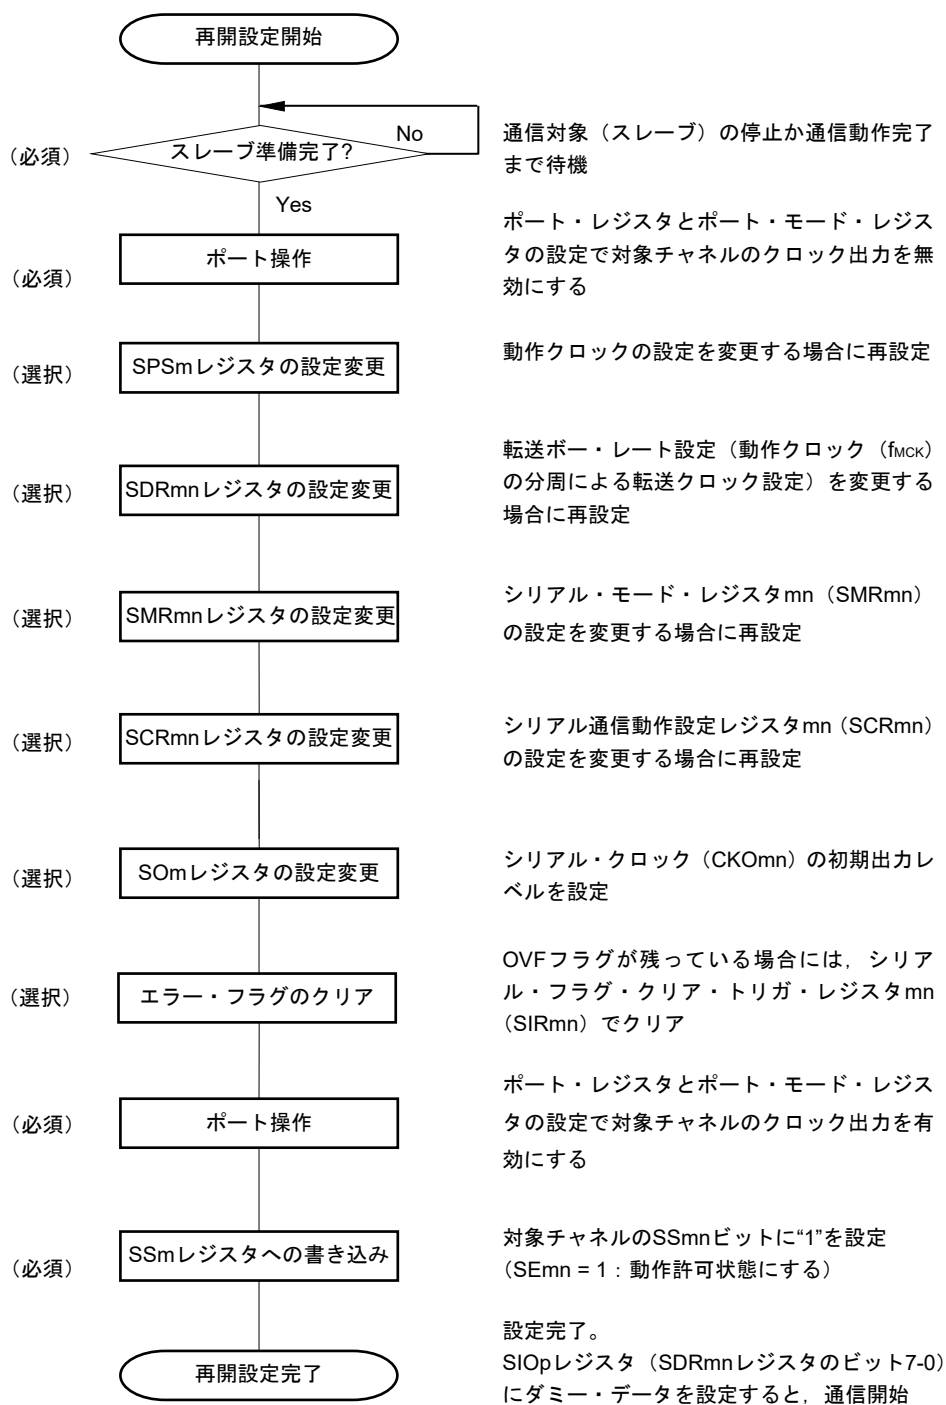 再開設定開始
No
（必須）
スレーブ準備完了?
通信対象（スレーブ）の停止か通信動作完了
まで待機
Yes
（必須）
ポート操作
ポート・レジスタとポート・モード・レジス
タの設定で対象チャネルのクロック出力を無
効にする
（選択）
SPSmレジスタの設定変更
動作クロックの設定を変更する場合に再設定
（選択）
SDRmnレジスタの設定変更
転送ボー・レート設定（動作クロック（fMCK）
の分周による転送クロック設定）を変更する
場合に再設定
（選択）
SMRmnレジスタの設定変更
シリアル・モード・レジスタmn（SMRmn）
の設定を変更する場合に再設定
（選択）
SCRmnレジスタの設定変更
シリアル通信動作設定レジスタmn（SCRmn）
の設定を変更する場合に再設定
（選択）
SOmレジスタの設定変更
シリアル・クロック（CKOmn）の初期出力レ
ベルを設定
（選択）
エラー・フラグのクリア
OVFフラグが残っている場合には，シリア
ル・フラグ・クリア・トリガ・レジスタmn
（SIRmn）でクリア
（必須）
ポート操作
ポート・レジスタとポート・モード・レジス
タの設定で対象チャネルのクロック出力を有
効にする
（必須）
SSmレジスタへの書き込み
対象チャネルのSSmnビットに“1”を設定
（SEmn = 1：動作許可状態にする）
再開設定完了
設定完了。
SIOpレジスタ（SDRmnレジスタのビット7-0）
にダミー・データを設定すると，通信開始